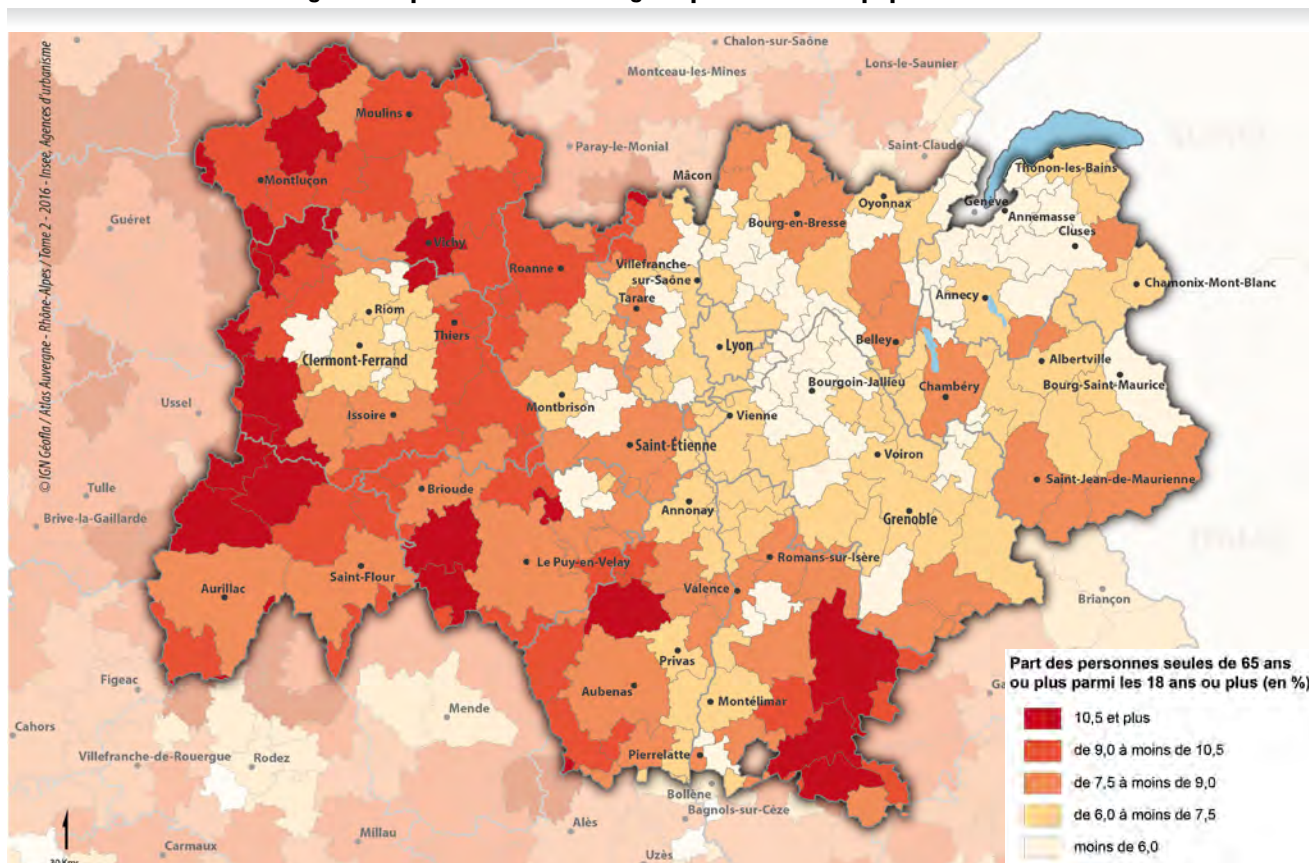 © IGN Géofla / Atlas Auvergne - Rhône-Alpes / Tome 2 - 2016 - Insee, Agences d'urbanisme
Chalon-sur-Saône
Lons-le-Saunier
Montceau-les-Mines
Moulins
Paray-le-Monial
Saint-Claude
Thonon-les-Bains
Montluçon
Mâcon
Oyonnax
Genève
Annemasse
Guéret
Bourg-en-Bresse
Cluses
Vichy
Roanne
Villefranche-
sur-Saône
Chamonix-Mont-Blanc
Tarare
Annecy
Riom
Thiers
Lyon
Belley
Clermont-Ferrand
Albertville
Bourg-Saint-Maurice
Bourgoin-Jallieu
Chambéry
Ussel
Montbrison
Issoire
Vienne
Saint-Étienne
Voiron
Saint-Jean-de-Maurienne
Tulle
Brioude
Annonay
Grenoble
Brive-la-Gaillarde
Le Puy-en-Velay
Romans-sur-Isère
Saint-Flour
Valence
Aurillac
Briançon
Privas
Figeac
Aubenas
Montélimar
Mende
Cahors
Pierrelatte
Villefranche-de-Rouergue
Rodez
Bollène
Bagnols-sur-Cèze
Alès
Millau
Carmaux
Uzès
30 Kms
Part des personnes seules de 65 ans
ou plus parmi les 18 ans ou plus (en %)
10,5 et plus
de 9,0 à moins de 10,5
de 7,5 à moins de 9,0
de 6,0 à moins de 7,5
moins de 6,0